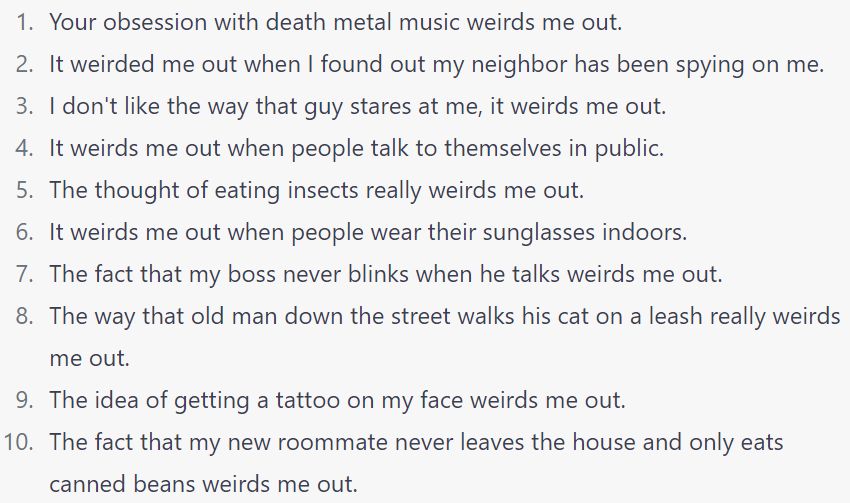 1. Your obsession with death metal music weirds me out.
2. It weirded me out when I found out my neighbor has been spying on me.
3. I don't like the way that guy stares at me, it weirds me out.
4. It weirds me out when people talk to themselves in public.
5. The thought of eating insects really weirds me out.
6. It weirds me out when people wear their sunglasses indoors.
7. The fact that my boss never blinks when he talks weirds me out.
8. The way that old man down the street walks his cat on a leash really weirds
me out.
9. The idea of getting a tattoo on my face weirds me out.
10. The fact that my new roommate never leaves the house and only eats
canned beans weirds me out.